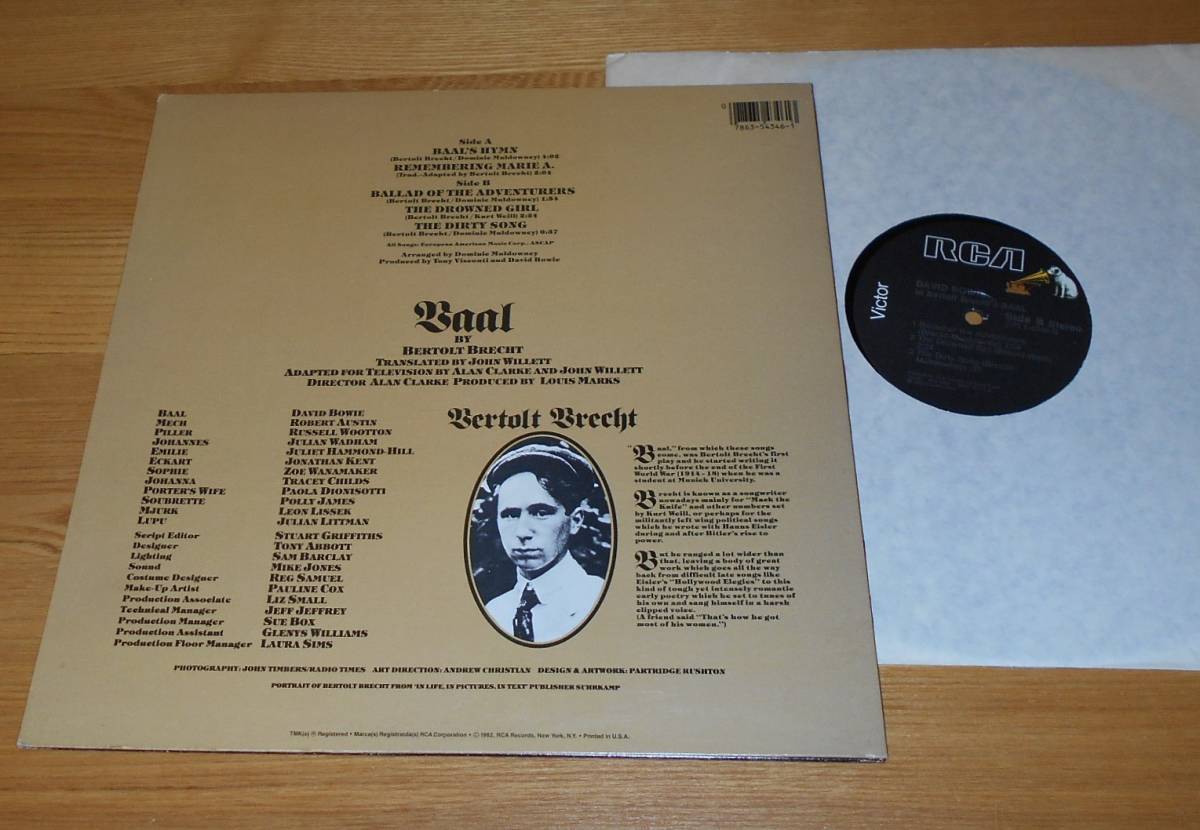 0
7863-54346-1
Side A
BAAL'S HYMN
(Bertolt Brecht/Dominic Muldowney) 4:02
REMEMBERING MARIE A.
(Trad.-Adapted by Bertolt Brecht) 2:04
Side B
BALLAD OF THE ADVENTURERS
(Bertolt Brecht/Dominic Muldowney) 1:54
THE DROWNED GIRL
(Bertolt Brecht/Kurt Weill) 2:24
THE DIRTY SONG
(Bertolt Brecht/Dominic Muldowney) 0:37
All Songs: European American Music Corp./ASCAP
Arranged by Dominic Muldowney
Produced by Tony Visconti and David Bowie
Baal
BY
BERTOLT BRECHT
TRANSLATED BY JOHN WILLETT
ADAPTED FOR TELEVISION BY ALAN CLARKE AND JOHN WILLETT
DIRECTOR ALAN CLARKE PRODUCED BY LOUIS MARKS
BAAL DAVID BOWIE
MECH ROBERT AUSTIN
PILLER RUSSELL WOOTTON
JOHANNES JULIAN WADHAM
EMILIE JULIET HAMMOND-HILL
ECKART JONATHAN KENT
SOPHIE ZOE WANAMAKER
JOHANNA TRACEY CHILDS
PORTER'S WIFE PAOLA DIONISOTTI
SOUBRETTE POLLY JAMES
MJURK LEON LISSEK
LUPU JULIAN LITTMAN
Script Editor STUART GRIFFITHS
Designer TONY ABBOTT
Lighting SAM BARCLAY
Sound MIKE JONES
Costume Designer REG SAMUEL
Make-Up Artist PAULINE COX
Production Associate LIZ SMALL
Technical Manager JEFF JEFFREY
Production Manager SUE BOX
Production Assistant GLENYS WILLIAMS
Production Floor Manager LAURA SIMS
Bertolt Brecht
"Baal," from which these songs
come, was Bertolt Brecht's first
play and he started writing it
shortly before the end of the First
World War (1914-18) when he was a
student at Munich University.
Brecht is known as a songwriter
nowadays mainly for "Mack the
Knife" and other numbers set
by Kurt Weill, or perhaps for the
militantly left wing political songs
which he wrote with Hanns Eisler
during and after Hitler's rise to
power.
But he ranged a lot wider than
that, leaving a body of great
work which goes all the way
back from difficult late songs like
Eisler's "Hollywood Elegies" to this
kind of tough yet intensely romantic
early poetry which he set to tunes of
his own and sang himself in a harsh
clipped voice.
(A friend said "That's how he got
most of his women.")
PHOTOGRAPHY: JOHN TIMBERS/RADIO TIMES ART DIRECTION: ANDREW CHRISTIAN DESIGN & ARTWORK: PARTRIDGE RUSHTON
PORTRAIT OF BERTOLT BRECHT FROM 'IN LIFE, IN PICTURES, IN TEXT' PUBLISHER SUHRKAMP
TMK(s) ® Registered • Marca(s) Registrada(s) RCA Corporation • © 1982, RCA Records, New York, N.Y. • Printed in U.S.A.
RCA
Victor
DAVID BOWIE
in Bertolt Brecht's BAAL
Side B Stereo